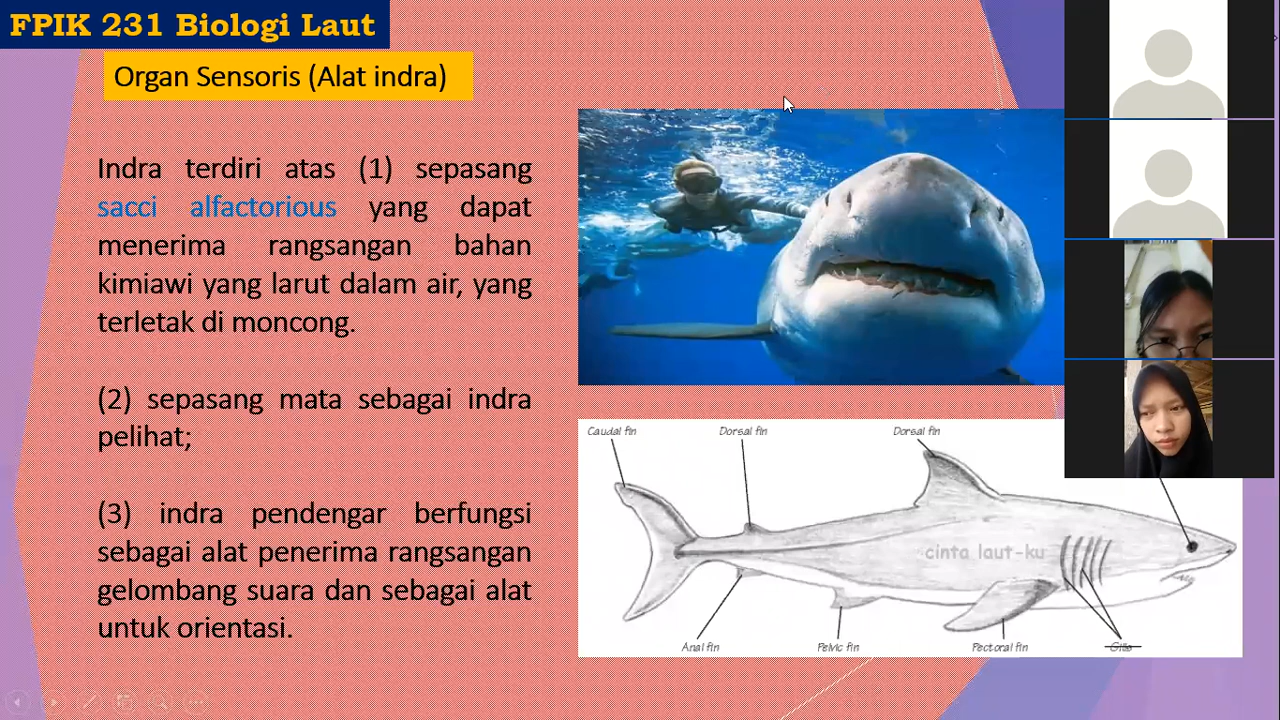 FPIK 231 Biologi Laut
Organ Sensoris (Alat indra)
Indra terdiri atas (1) sepasang
sacci alfactorious yang dapat
menerima rangsangan bahan
kimiawi yang larut dalam air, yang
terletak di moncong.
(2) sepasang mata sebagai indra
pelihat;
(3) indra pendengar berfungsi
sebagai alat penerima rangsangan
gelombang suara dan sebagai alat
untuk orientasi.
Caudal fin
Dorsal fin
Dorsal fin
cinta laut-ku
Anal fin
Pelvic fin
Pectoral fin
Gills